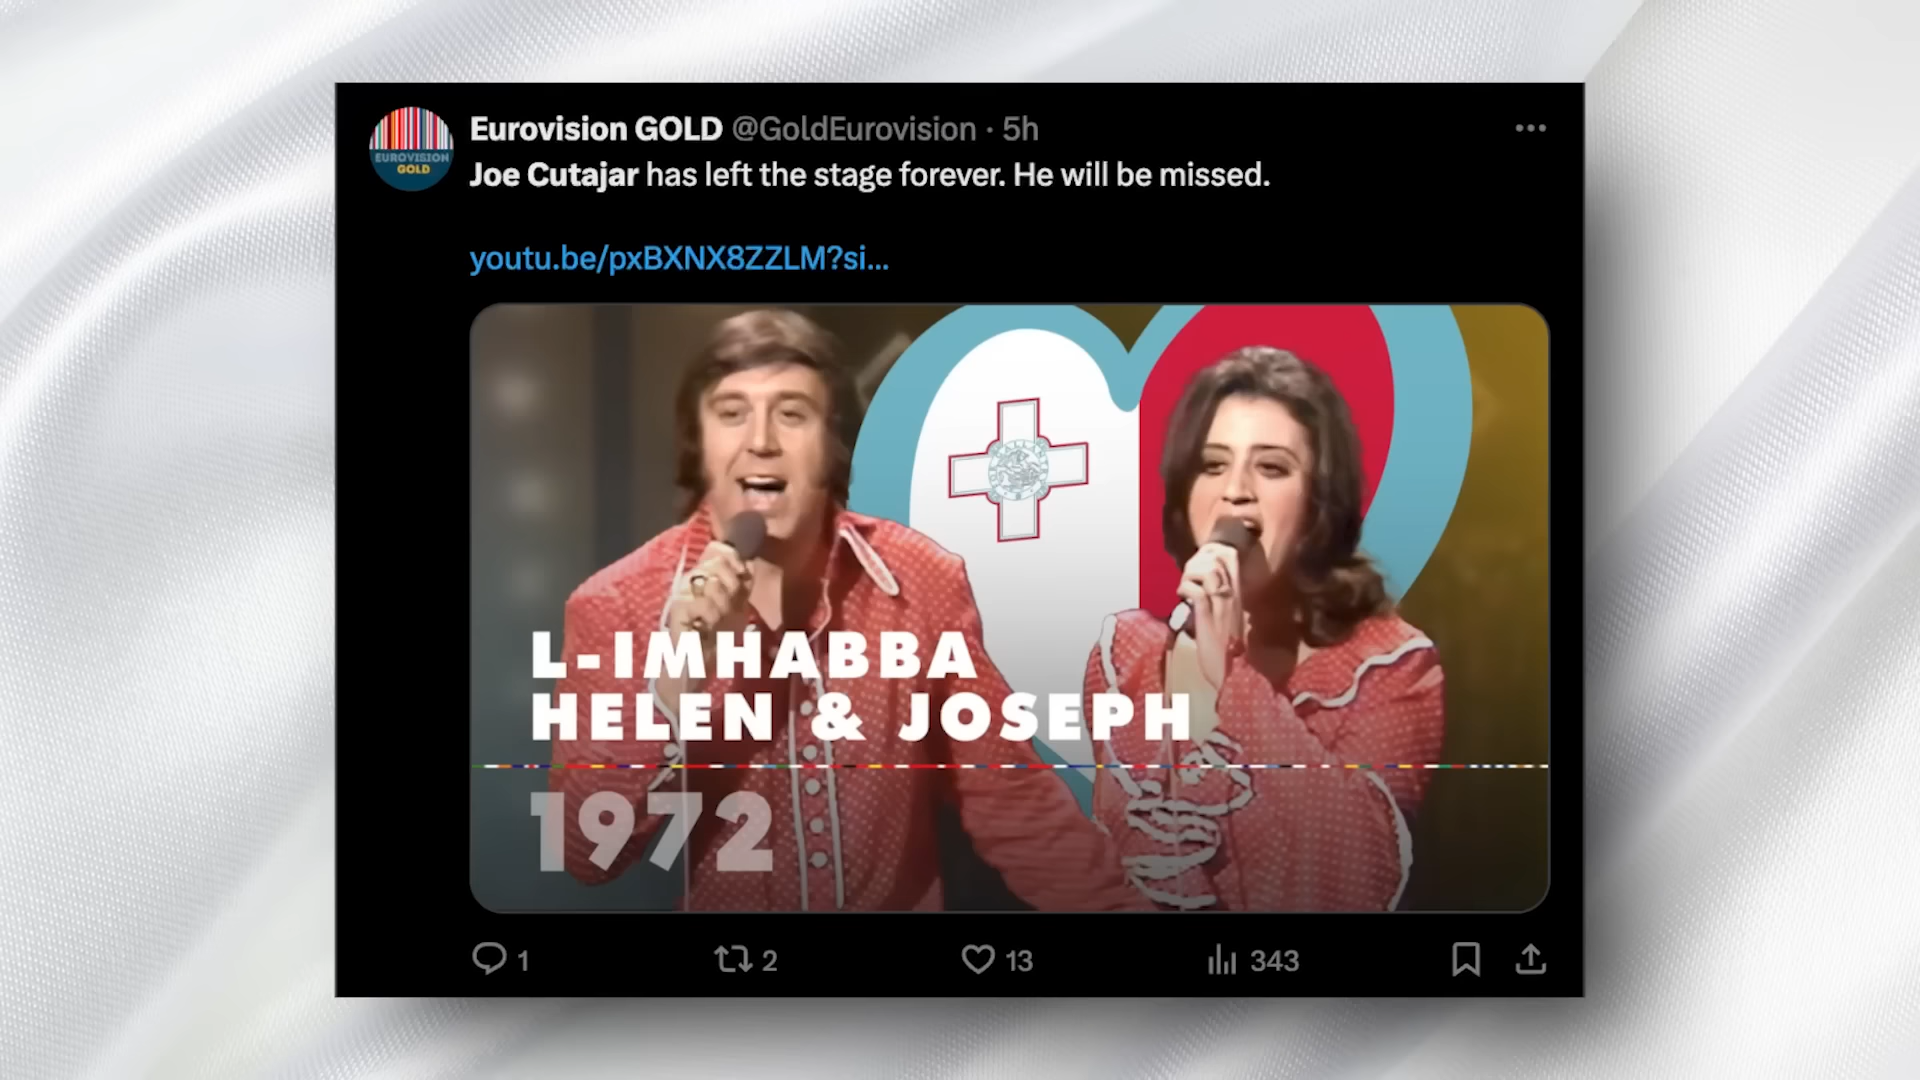 Eurovision GOLD @GoldEurovision · 5h
EUROVISION
GOLD
Joe Cutajar has left the stage forever. He will be missed.
youtu.be/pxBXNX8ZZLM?si...
L-IMHABBA
HELEN & JOSEPH
1972
1 2 13 343